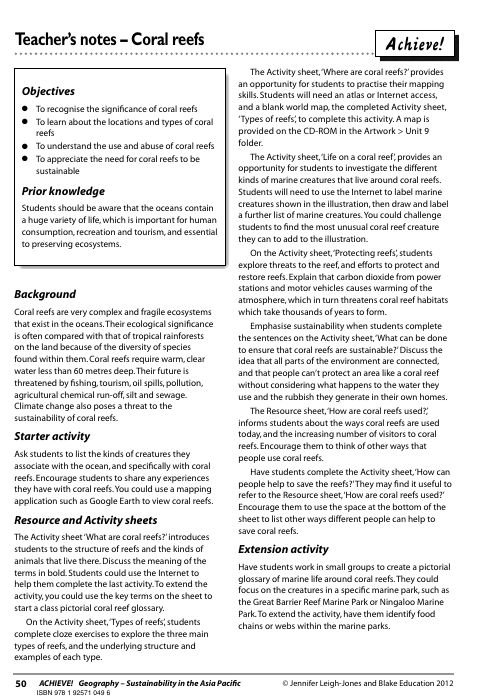 Teacher's notes – Coral reefs
Achieve!
Objectives
● To recognise the significance of coral reefs
● To learn about the locations and types of coral
reefs
● To understand the use and abuse of coral reefs
● To appreciate the need for coral reefs to be
sustainable
Prior knowledge
Students should be aware that the oceans contain
a huge variety of life, which is important for human
consumption, recreation and tourism, and essential
to preserving ecosystems.
Background
Coral reefs are very complex and fragile ecosystems
that exist in the oceans. Their ecological significance
is often compared with that of tropical rainforests
on the land because of the diversity of species
found within them. Coral reefs require warm, clear
water less than 60 metres deep. Their future is
threatened by fishing, tourism, oil spills, pollution,
agricultural chemical run-off, silt and sewage.
Climate change also poses a threat to the
sustainability of coral reefs.
Starter activity
Ask students to list the kinds of creatures they
associate with the ocean, and specifically with coral
reefs. Encourage students to share any experiences
they have with coral reefs. You could use a mapping
application such as Google Earth to view coral reefs.
Resource and Activity sheets
The Activity sheet 'What are coral reefs?' introduces
students to the structure of reefs and the kinds of
animals that live there. Discuss the meaning of the
terms in bold. Students could use the Internet to
help them complete the last activity. To extend the
activity, you could use the key terms on the sheet to
start a class pictorial coral reef glossary.
On the Activity sheet, 'Types of reefs', students
complete cloze exercises to explore the three main
types of reefs, and the underlying structure and
examples of each type.
The Activity sheet, 'Where are coral reefs?' provides
an opportunity for students to practise their mapping
skills. Students will need an atlas or Internet access,
and a blank world map, the completed Activity sheet,
'Types of reefs', to complete this activity. A map is
provided on the CD-ROM in the Artwork > Unit 9
folder.
The Activity sheet, 'Life on a coral reef', provides an
opportunity for students to investigate the different
kinds of marine creatures that live around coral reefs.
Students will need to use the Internet to label marine
creatures shown in the illustration, then draw and label
a further list of marine creatures. You could challenge
students to find the most unusual coral reef creature
they can to add to the illustration.
On the Activity sheet, 'Protecting reefs', students
explore threats to the reef, and efforts to protect and
restore reefs. Explain that carbon dioxide from power
stations and motor vehicles causes warming of the
atmosphere, which in turn threatens coral reef habitats
which take thousands of years to form.
Emphasise sustainability when students complete
the sentences on the Activity sheet, 'What can be done
to ensure that coral reefs are sustainable?' Discuss the
idea that all parts of the environment are connected,
and that people can't protect an area like a coral reef
without considering what happens to the water they
use and the rubbish they generate in their own homes.
The Resource sheet, 'How are coral reefs used?,'
informs students about the ways coral reefs are used
today, and the increasing number of visitors to coral
reefs. Encourage them to think of other ways that
people use coral reefs.
Have students complete the Activity sheet, 'How can
people help to save the reefs?' They may find it useful to
refer to the Resource sheet, 'How are coral reefs used?'
Encourage them to use the space at the bottom of the
sheet to list other ways different people can help to
save coral reefs.
Extension activity
Have students work in small groups to create a pictorial
glossary of marine life around coral reefs. They could
focus on the creatures in a specific marine park, such as
the Great Barrier Reef Marine Park or Ningaloo Marine
Park. To extend the activity, have them identify food
chains or webs within the marine parks.
50 ACHIEVE! Geography – Sustainability in the Asia Pacific
ISBN 978 1 92571 049 6
© Jennifer Leigh-Jones and Blake Education 2012